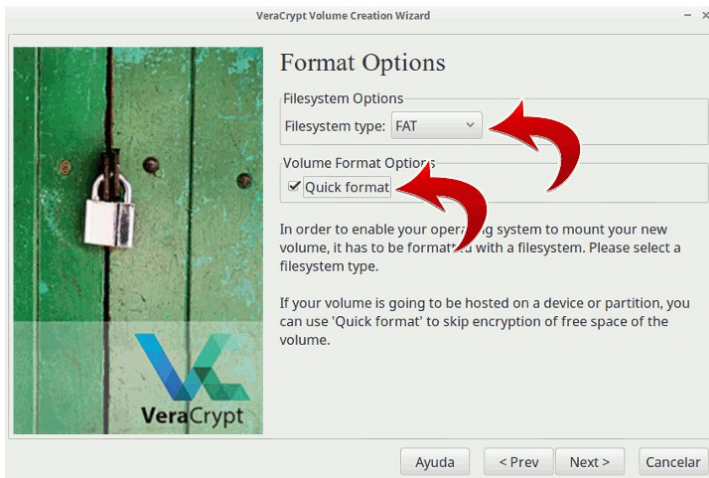 VeraCrypt Volume Creation Wizard
Format Options
Filesystem Options
Filesystem type: FAT
Volume Format Options
Quick format
In order to enable your operating system to mount your new
volume, it has to be formatted with a filesystem. Please select a
filesystem type.
If your volume is going to be hosted on a device or partition, you
can use 'Quick format' to skip encryption of free space of the
volume.
VeraCrypt
Ayuda
< Prev
Next >
Cancelar